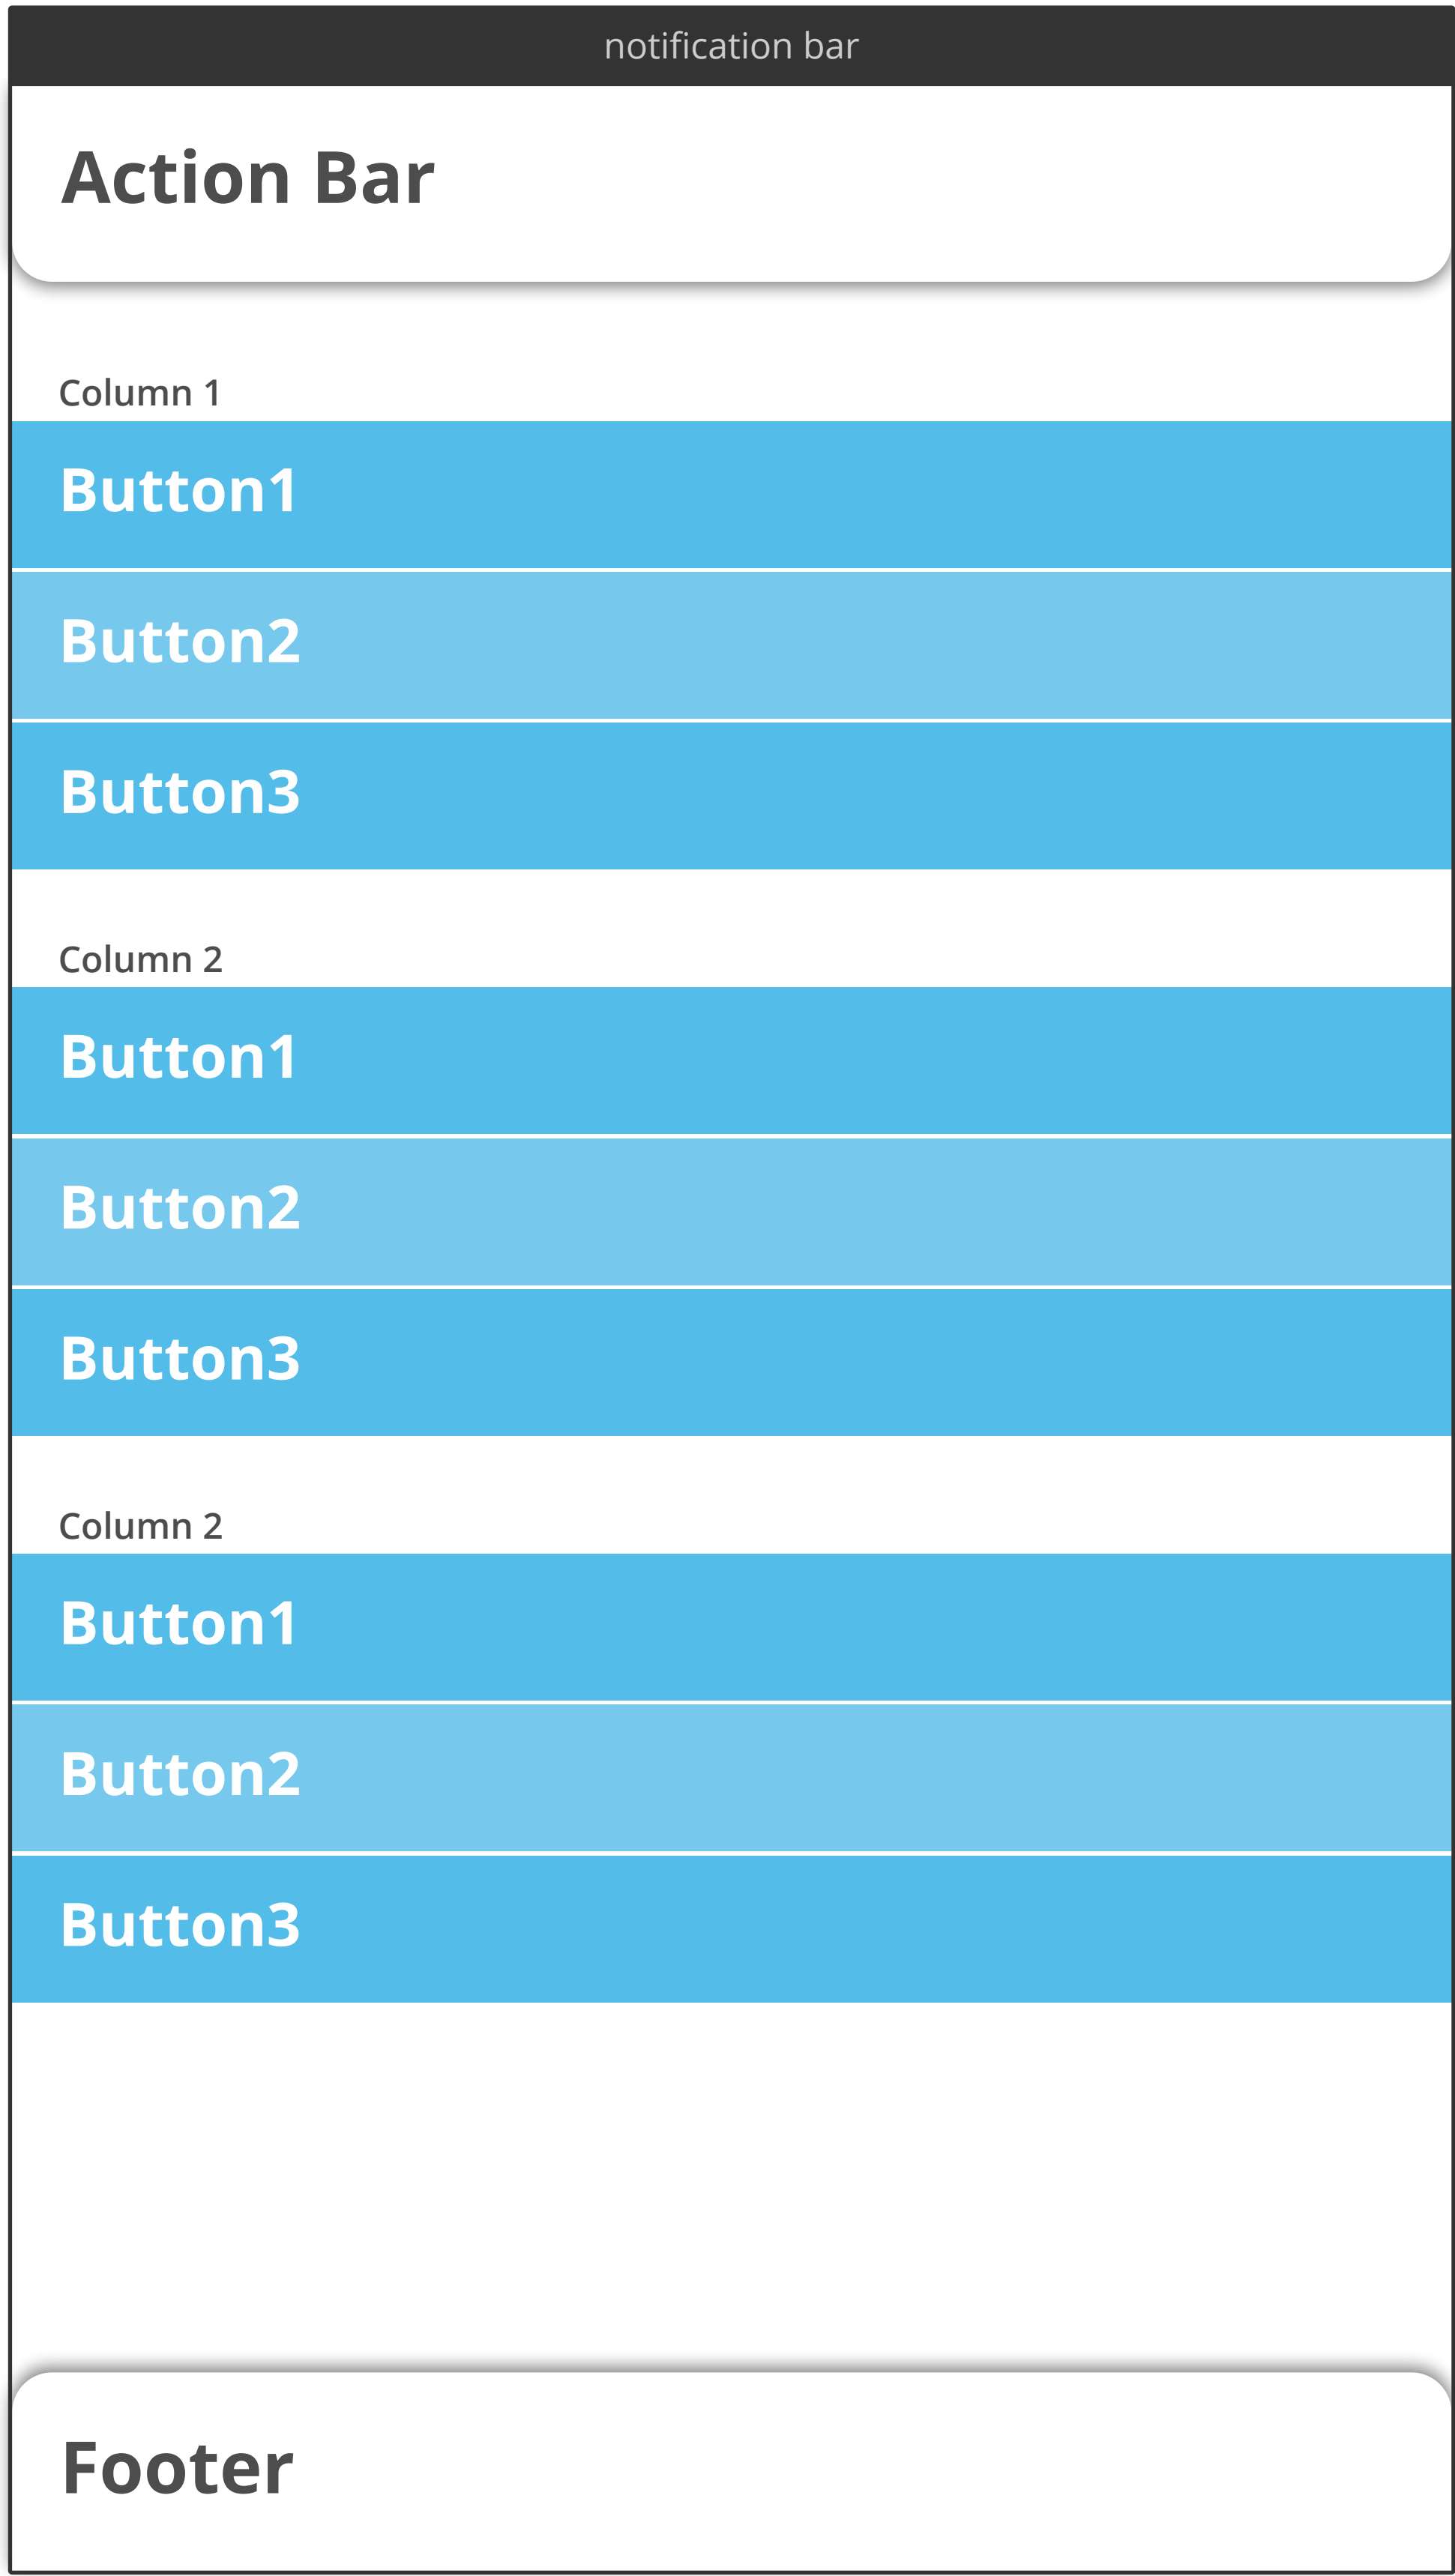 notification bar
Action Bar
Column 1
Button1
Button2
Button3
Column 2
Button1
Button2
Button3
Column 2
Button1
Button2
Button3
Footer